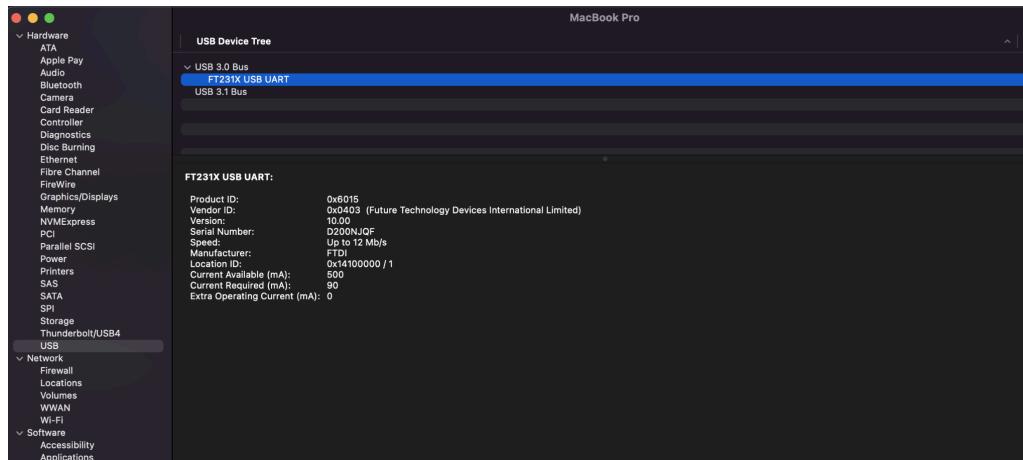 MacBook Pro
Hardware
ATA
Apple Pay
Audio
Bluetooth
Camera
Card Reader
Controller
Diagnostics
Disc Burning
Ethernet
Fibre Channel
FireWire
Graphics/Displays
Memory
NVMExpress
PCI
Parallel SCSI
Power
Printers
SAS
SATA
SPI
Storage
Thunderbolt/USB4
USB
Network
Firewall
Locations
Volumes
WWAN
Wi-Fi
Software
Accessibility
Applications
USB Device Tree
USB 3.0 Bus
FT231X USB UART
USB 3.1 Bus
FT231X USB UART:
Product ID: 0x6015
Vendor ID: 0x0403 (Future Technology Devices International Limited)
Version: 10.00
Serial Number: D200NJQF
Speed: Up to 12 Mb/s
Manufacturer: FTDI
Location ID: 0x14100000 / 1
Current Available (mA): 500
Current Required (mA): 90
Extra Operating Current (mA): 0